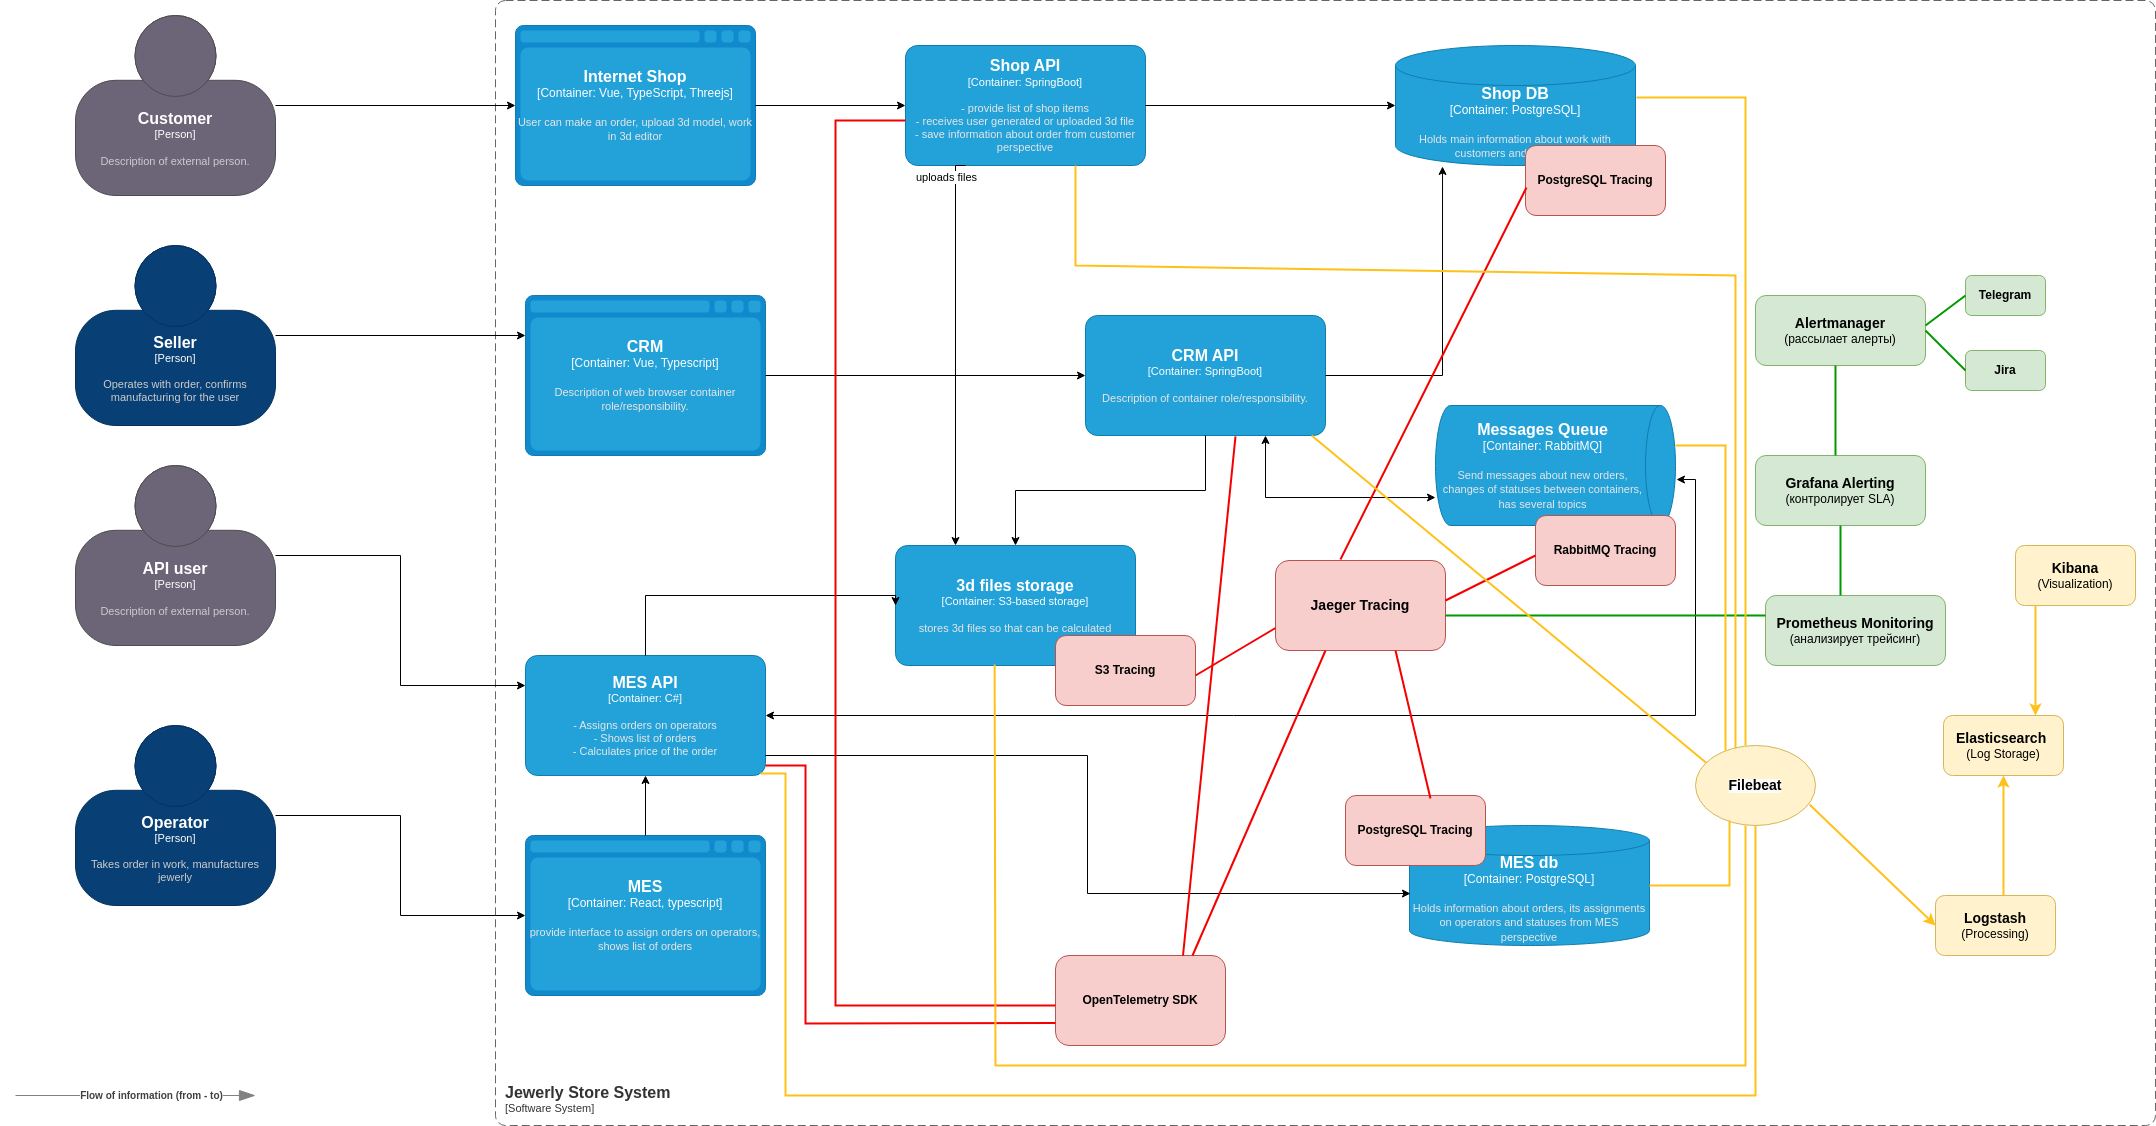 Customer
[Person]
Description of external person.
Internet Shop
[Container: Vue, TypeScript, Threejs]
User can make an order, upload 3d model, work
in 3d editor
Shop API
[Container: SpringBoot]
- provide list of shop items
- receives user generated or uploaded 3d file
- save information about order from customer
perspective
uploads files
Shop DB
[Container: PostgreSQL]
Holds main information about work with
customers and
PostgreSQL Tracing
Seller
[Person]
Operates with order, confirms
manufacturing for the user
CRM
[Container: Vue, Typescript]
Description of web browser container
role/responsibility.
CRM API
[Container: SpringBoot]
Description of container role/responsibility.
Messages Queue
[Container: RabbitMQ]
Send messages about new orders,
changes of statuses between containers,
has several topics
RabbitMQ Tracing
Alertmanager
(рассылает алерты)
Telegram
Jira
Grafana Alerting
(контролирует SLA)
Prometheus Monitoring
(анализирует трейсинг)
Kibana
(Visualization)
API user
[Person]
Description of external person.
3d files storage
[Container: S3-based storage]
stores 3d files so that can be calculated
S3 Tracing
Jaeger Tracing
MES API
[Container: C#]
- Assigns orders on operators
- Shows list of orders
- Calculates price of the order
Elasticsearch
(Log Storage)
Filebeat
Operator
[Person]
Takes order in work, manufactures
jewerly
MES
[Container: React, typescript]
provide interface to assign orders on operators,
shows list of orders
PostgreSQL Tracing
MES db
[Container: PostgreSQL]
Holds information about orders, its assignments
on operators and statuses from MES
perspective
Logstash
(Processing)
OpenTelemetry SDK
Flow of information (from - to)
Jewerly Store System
[Software System]